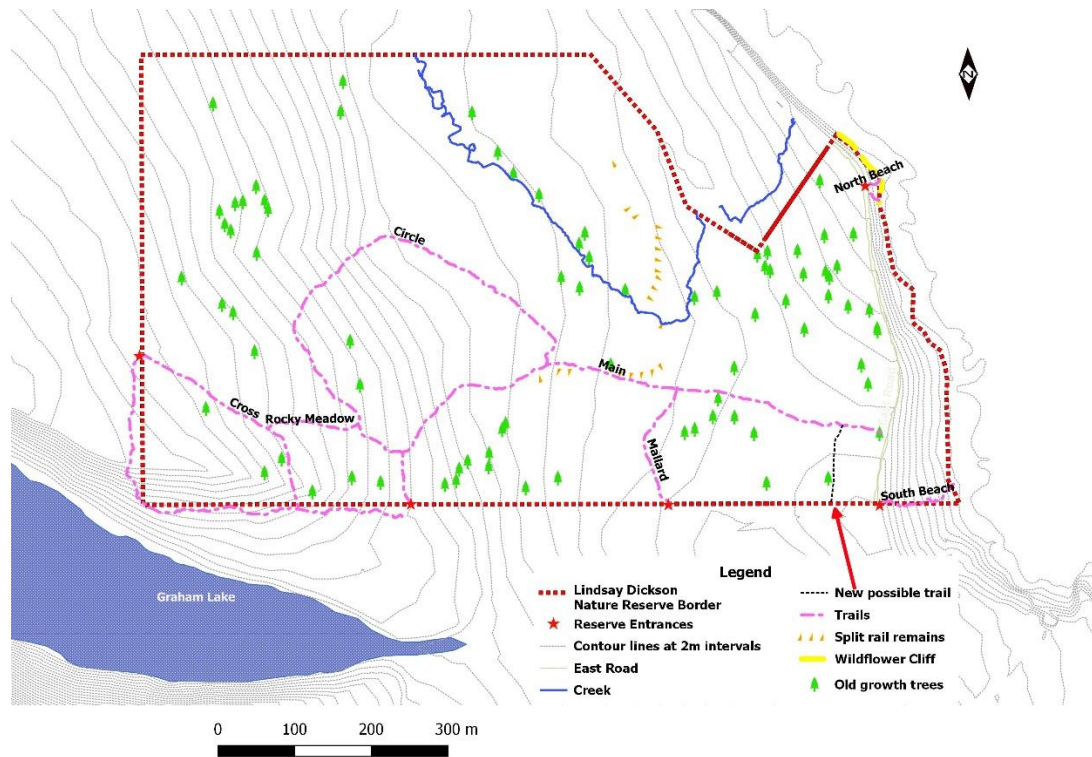 N
North Beach
Circle
Main
Cross
Rocky Meadow
Mallard
South Beach
Graham Lake
Legend
Lindsay Dickson
Nature Reserve Border
Reserve Entrances
Contour lines at 2m intervals
East Road
Creek
New possible trail
Trails
Split rail remains
Wildflower Cliff
Old growth trees
0 100 200 300 m